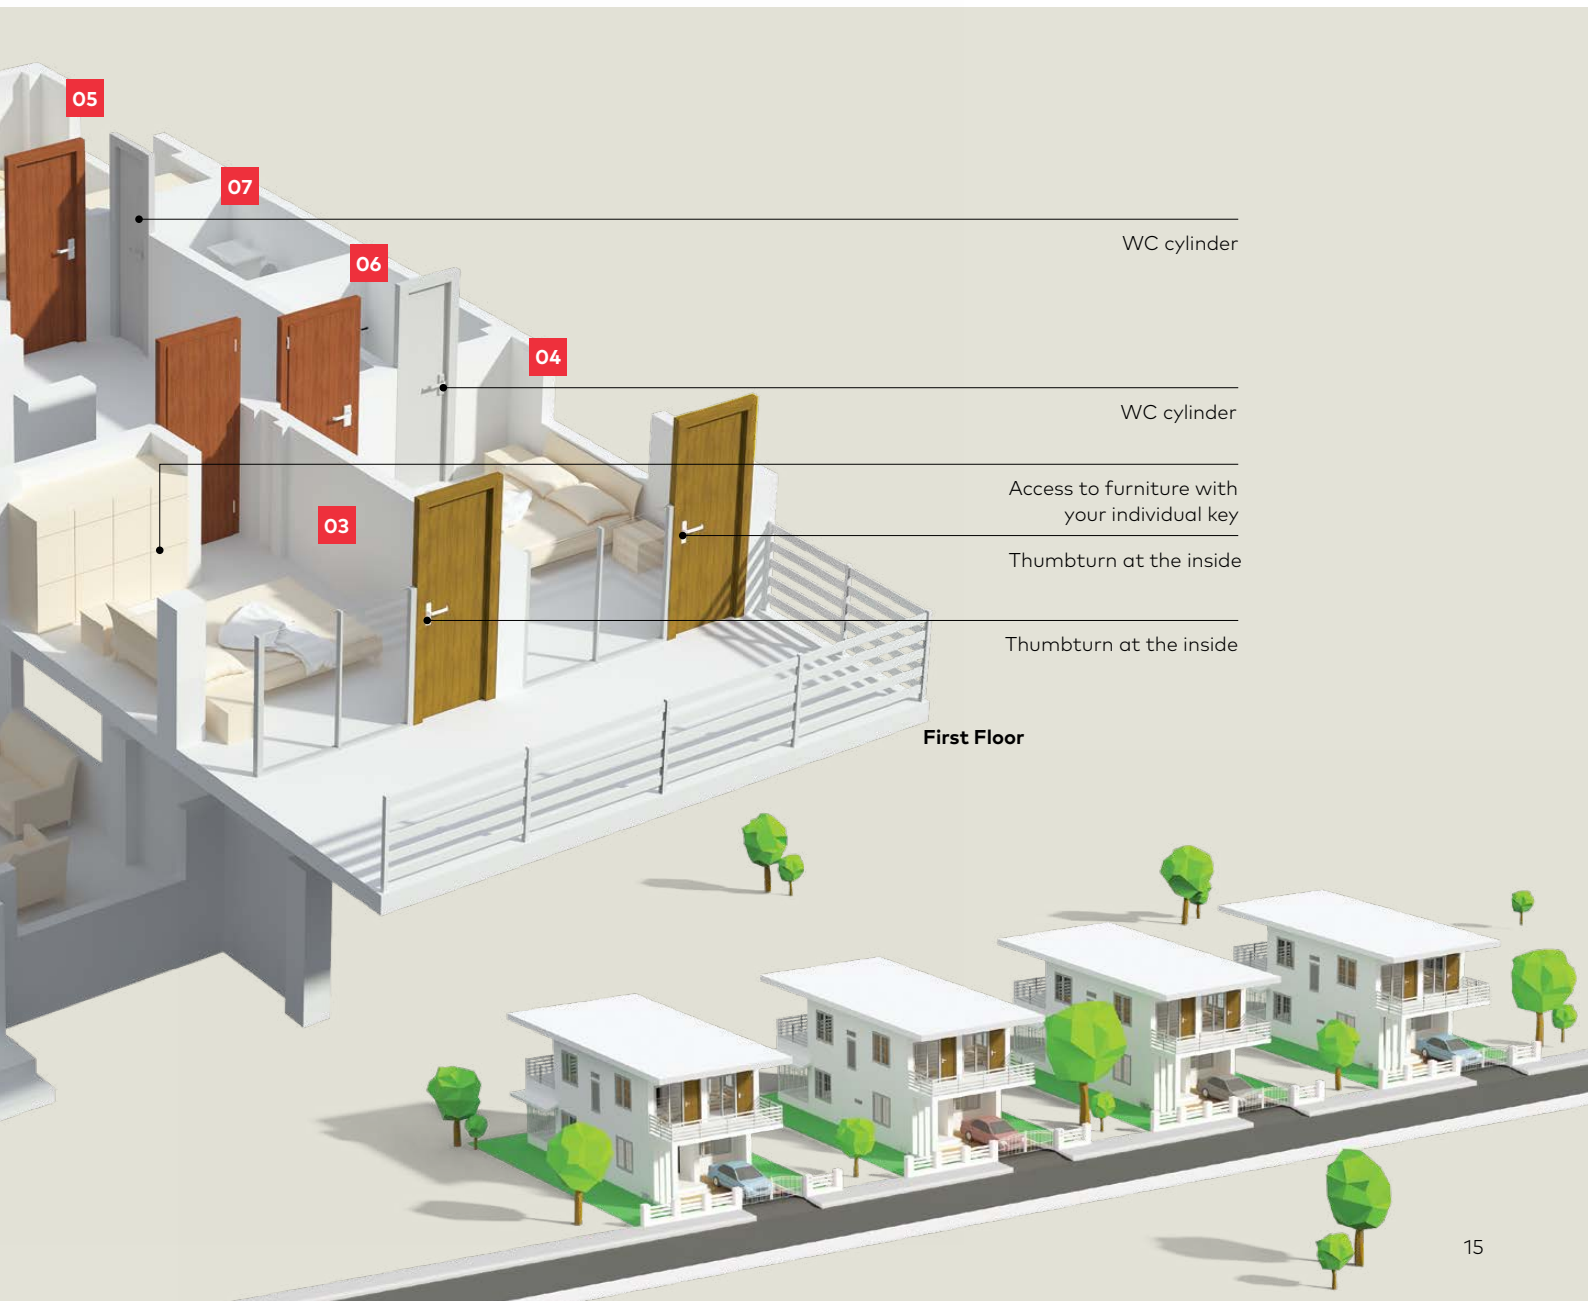 05
07
WC cylinder
06
04
WC cylinder
Access to furniture with
your individual key
03
Thumbturn at the inside
Thumbturn at the inside
First Floor
15